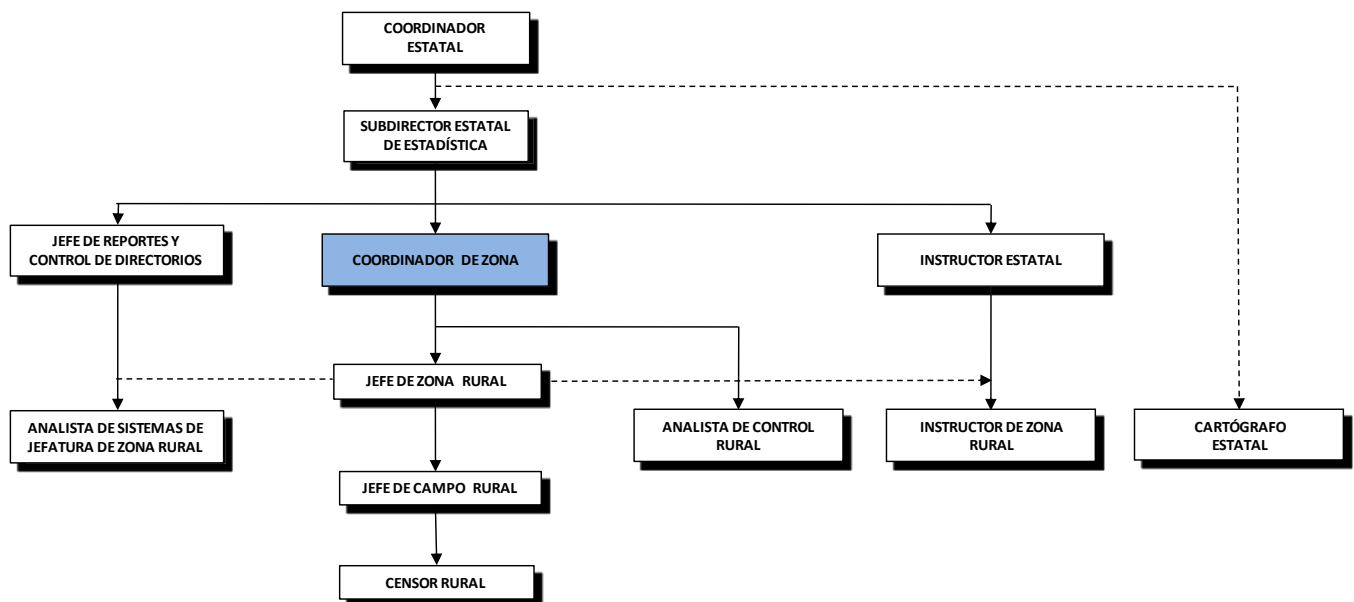 COORDINADOR
ESTATAL
SUBDIRECTOR ESTATAL
DE ESTADÍSTICA
JEFE DE REPORTES Y
CONTROL DE DIRECTORIOS
COORDINADOR DE ZONA
INSTRUCTOR ESTATAL
JEFE DE ZONA RURAL
ANALISTA DE SISTEMAS DE
JEFATURA DE ZONA RURAL
ANALISTA DE CONTROL
RURAL
INSTRUCTOR DE ZONA
RURAL
CARTÓGRAFO
ESTATAL
JEFE DE CAMPO RURAL
CENSOR RURAL